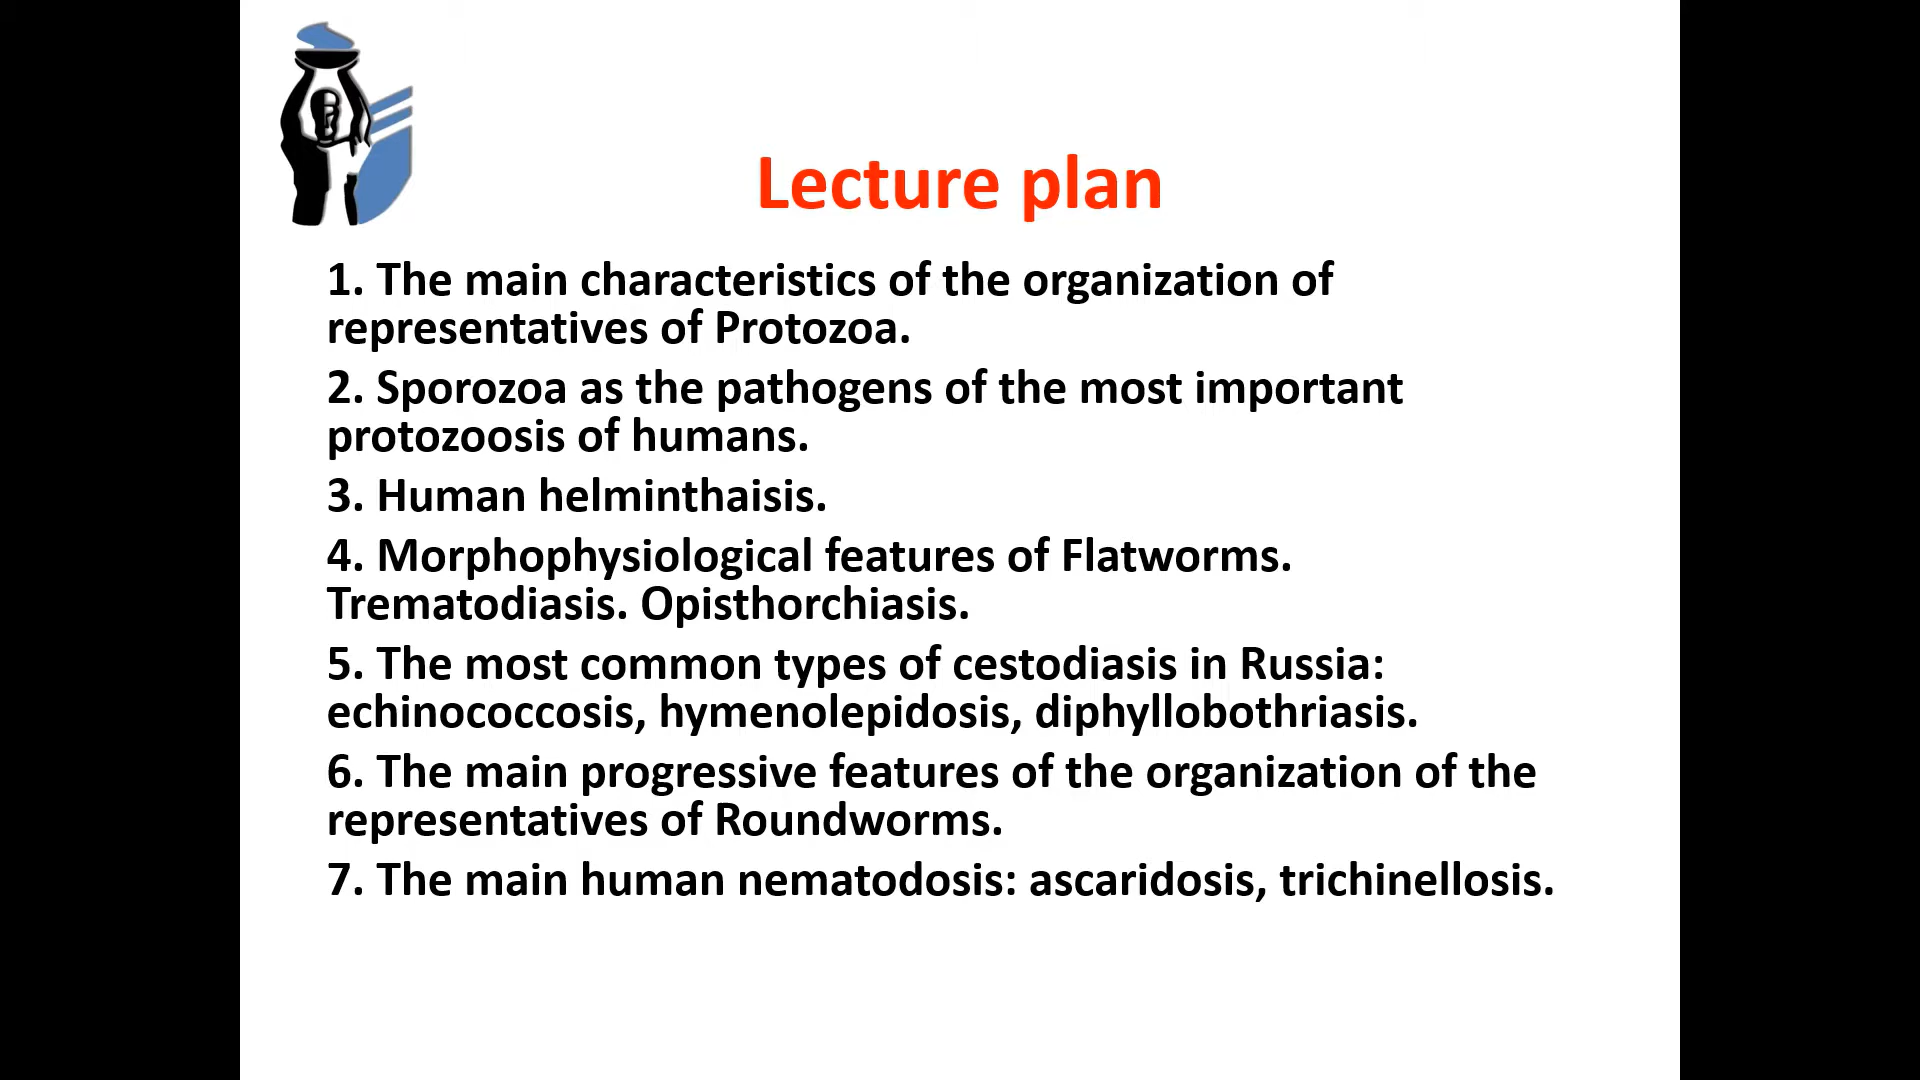 Lecture plan
1. The main characteristics of the organization of
representatives of Protozoa.
2. Sporozoa as the pathogens of the most important
protozoosis of humans.
3. Human helminthaisis.
4. Morphophysiological features of Flatworms.
Trematodiasis. Opisthorchiasis.
5. The most common types of cestodiasis in Russia:
echinococcosis, hymenolepidosis, diphyllobothriasis.
6. The main progressive features of the organization of the
representatives of Roundworms.
7. The main human nematodosis: ascaridosis, trichinellosis.